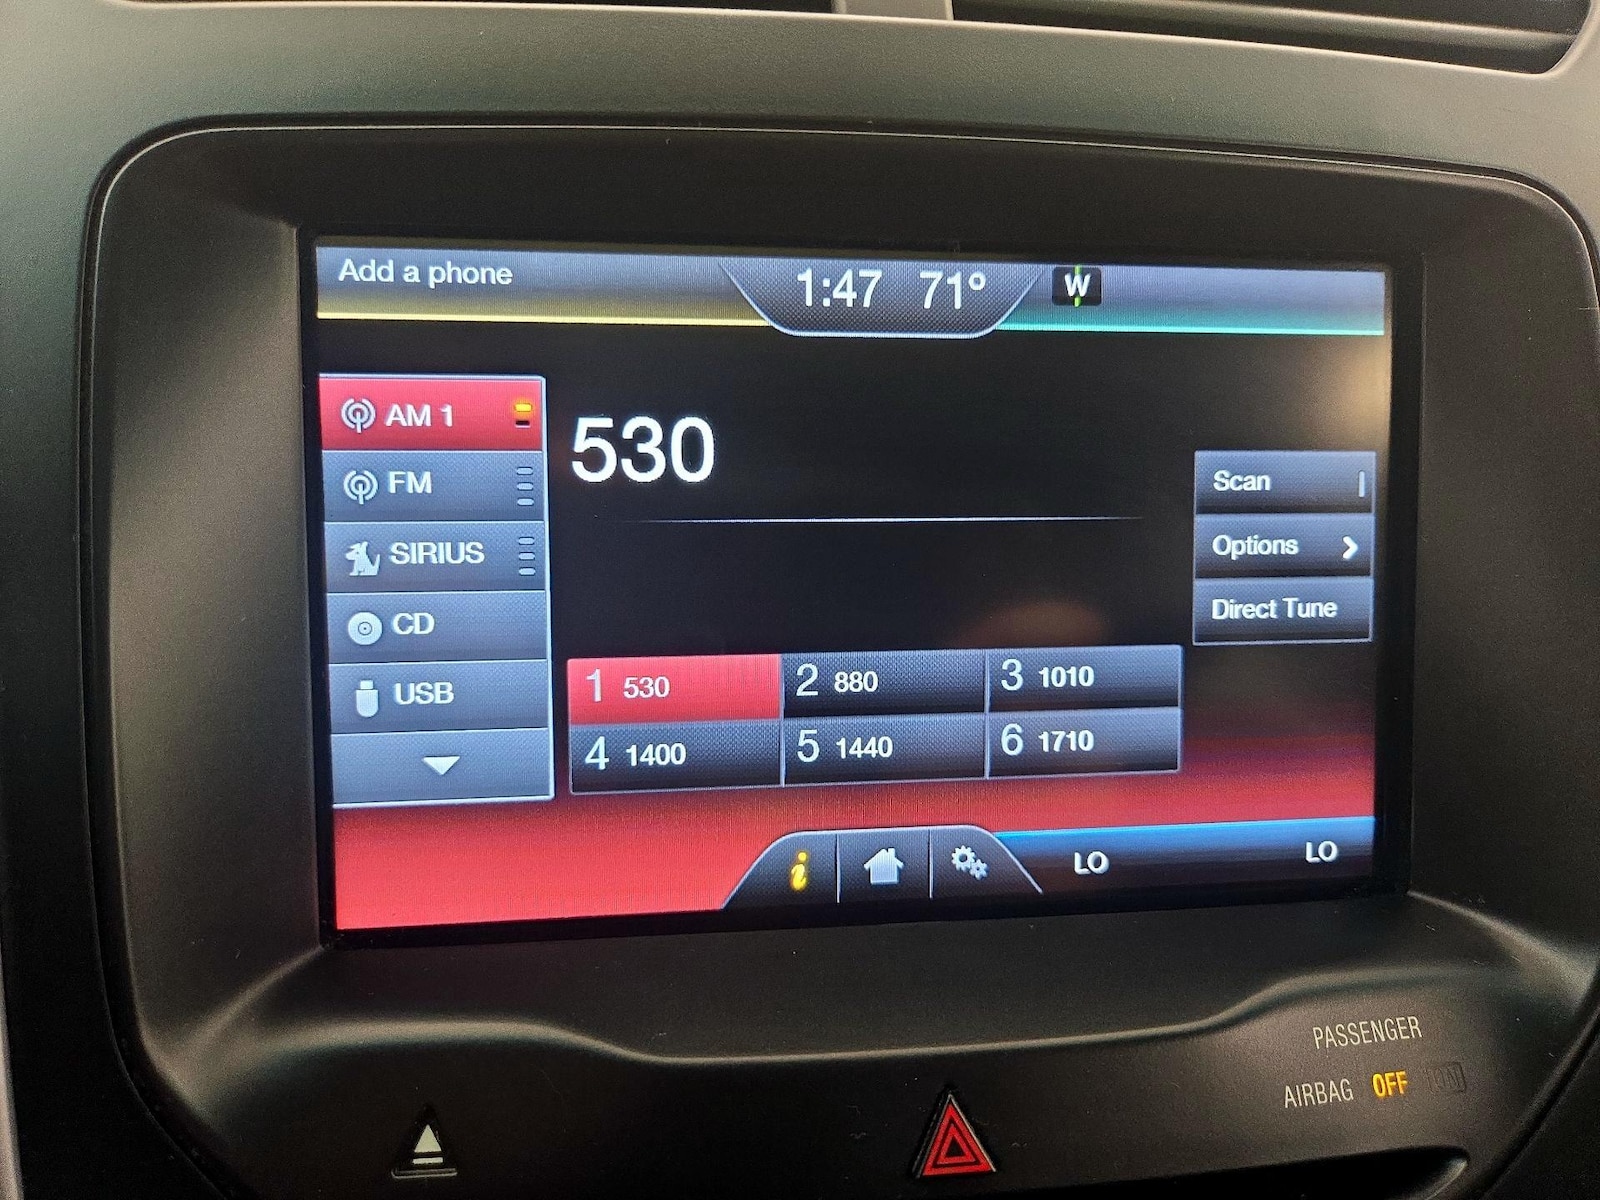 Add a phone
1:47 71° W
AM 1
530
FM
SIRIUS
CD
USB
Scan
Options
Direct Tune
1 530
2 880
3 1010
4 1400
5 1440
6 1710
i
LO
LO
PASSENGER
AIRBAG OFF ON